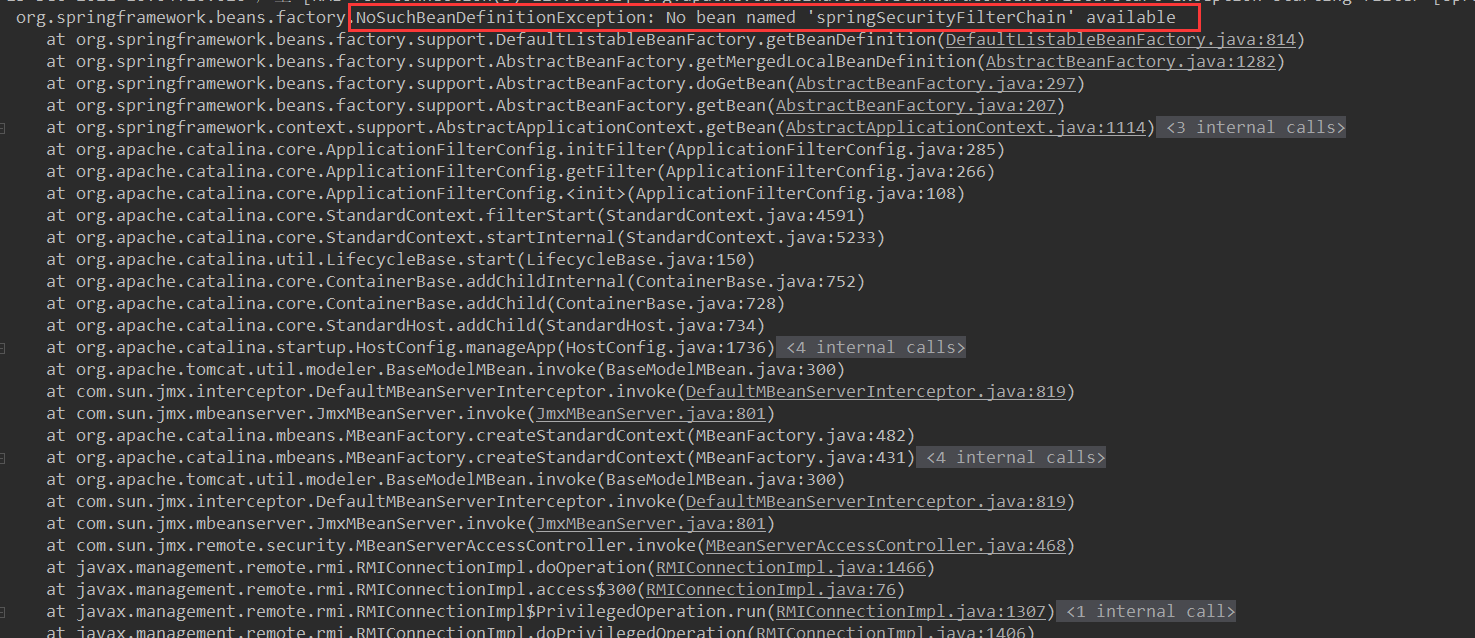 org.springframework.beans.factory.NoSuchBeanDefinitionException: No bean named 'springSecurityFilterChain' available
at org.springframework.beans.factory.support.DefaultListableBeanFactory.getBeanDefinition(DefaultListableBeanFactory.java:814)
at org.springframework.beans.factory.support.AbstractBeanFactory.getMergedLocalBeanDefinition(AbstractBeanFactory.java:1282)
at org.springframework.beans.factory.support.AbstractBeanFactory.doGetBean(AbstractBeanFactory.java:297)
at org.springframework.beans.factory.support.AbstractBeanFactory.getBean(AbstractBeanFactory.java:207)
at org.springframework.context.support.AbstractApplicationContext.getBean(AbstractApplicationContext.java:1114) <3 internal calls>
at org.apache.catalina.core.ApplicationFilterConfig.initFilter(ApplicationFilterConfig.java:285)
at org.apache.catalina.core.ApplicationFilterConfig.getFilter(ApplicationFilterConfig.java:266)
at org.apache.catalina.core.ApplicationFilterConfig.<init>(ApplicationFilterConfig.java:108)
at org.apache.catalina.core.StandardContext.filterStart(StandardContext.java:4591)
at org.apache.catalina.core.StandardContext.startInternal(StandardContext.java:5233)
at org.apache.catalina.util.LifecycleBase.start(LifecycleBase.java:150)
at org.apache.catalina.core.ContainerBase.addChildInternal(ContainerBase.java:752)
at org.apache.catalina.core.ContainerBase.addChild(ContainerBase.java:728)
at org.apache.catalina.core.StandardHost.addChild(StandardHost.java:734)
at org.apache.catalina.startup.HostConfig.manageApp(HostConfig.java:1736) <4 internal calls>
at org.apache.tomcat.util.modeler.BaseModelMBean.invoke(BaseModelMBean.java:300)
at com.sun.jmx.interceptor.DefaultMBeanServerInterceptor.invoke(DefaultMBeanServerInterceptor.java:819)
at com.sun.jmx.mbeanserver.JmxMBeanServer.invoke(JmxMBeanServer.java:801)
at org.apache.catalina.mbeans.MBeanFactory.createStandardContext(MBeanFactory.java:482)
at org.apache.catalina.mbeans.MBeanFactory.createStandardContext(MBeanFactory.java:431) <4 internal calls>
at org.apache.tomcat.util.modeler.BaseModelMBean.invoke(BaseModelMBean.java:300)
at com.sun.jmx.interceptor.DefaultMBeanServerInterceptor.invoke(DefaultMBeanServerInterceptor.java:819)
at com.sun.jmx.mbeanserver.JmxMBeanServer.invoke(JmxMBeanServer.java:801)
at com.sun.jmx.remote.security.MBeanServerAccessController.invoke(MBeanServerAccessController.java:468)
at javax.management.remote.rmi.RMIConnectionImpl.doOperation(RMIConnectionImpl.java:1466)
at javax.management.remote.rmi.RMIConnectionImpl.access$300(RMIConnectionImpl.java:76)
at javax.management.remote.rmi.RMIConnectionImpl$PrivilegedOperation.run(RMIConnectionImpl.java:1307) <1 internal call>
at javax.management.remote.rmi.RMIConnectionImpl.doPrivilegedOperation(RMIConnectionImpl.java:1406)